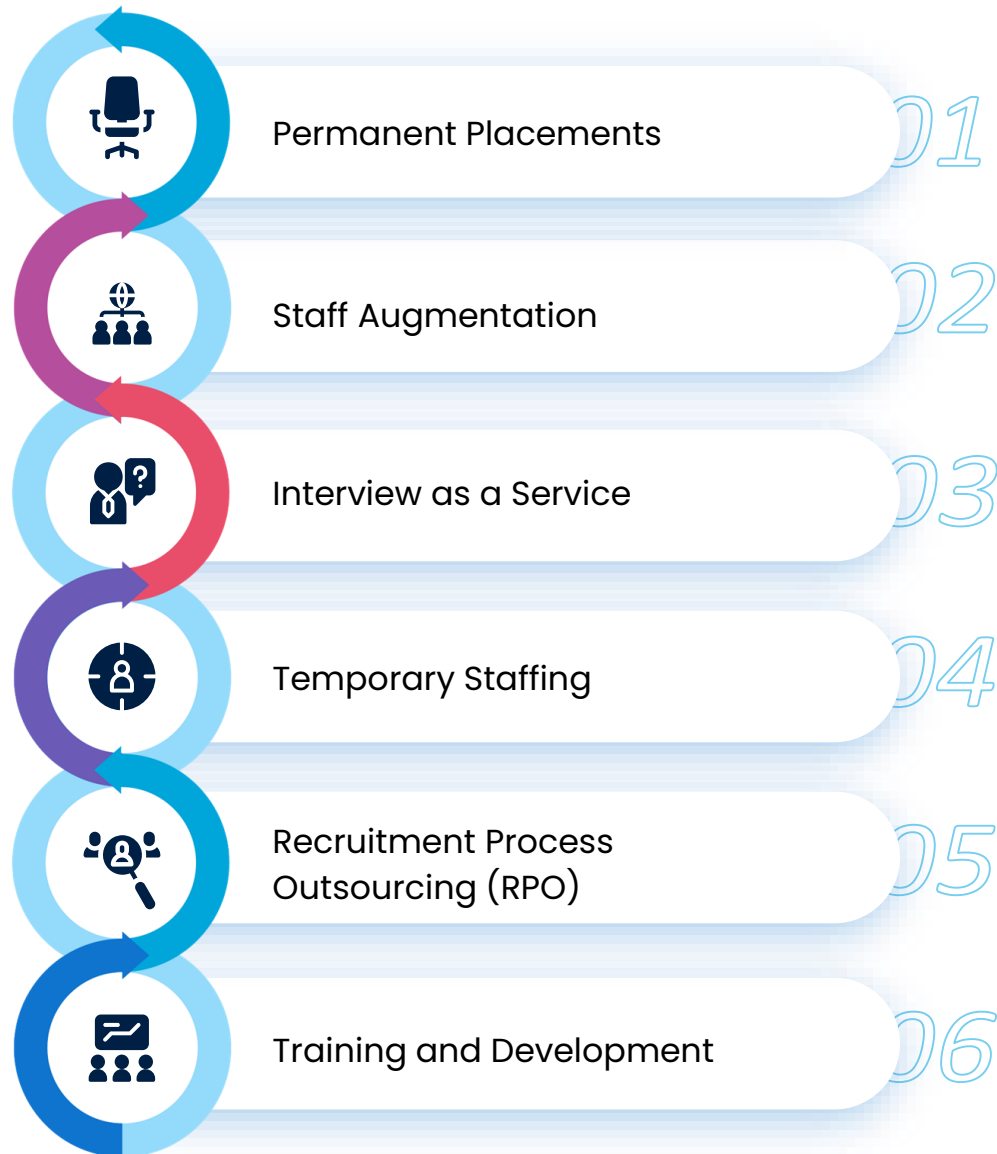 Permanent Placements
01
Staff Augmentation
02
?
Interview as a Service
03
Temporary Staffing
04
Recruitment Process
Outsourcing (RPO)
05
Training and Development
06